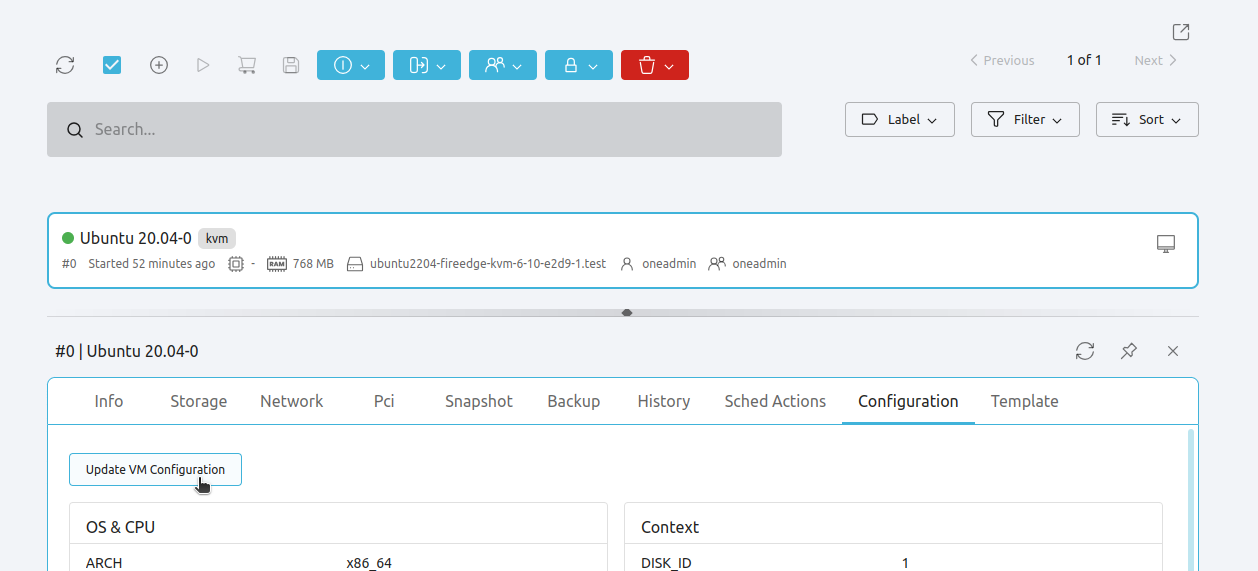 Previous 1 of 1 Next
Search...
Label Filter Sort
Ubuntu 20.04-0 kvm
#0 Started 52 minutes ago - RAM 768 MB ubuntu2204-fireedge-kvm-6-10-e2d9-1.test oneadmin oneadmin
#0 | Ubuntu 20.04-0
Info Storage Network Pci Snapshot Backup History Sched Actions Configuration Template
Update VM Configuration
OS & CPU
ARCH x86_64
Context
DISK_ID 1